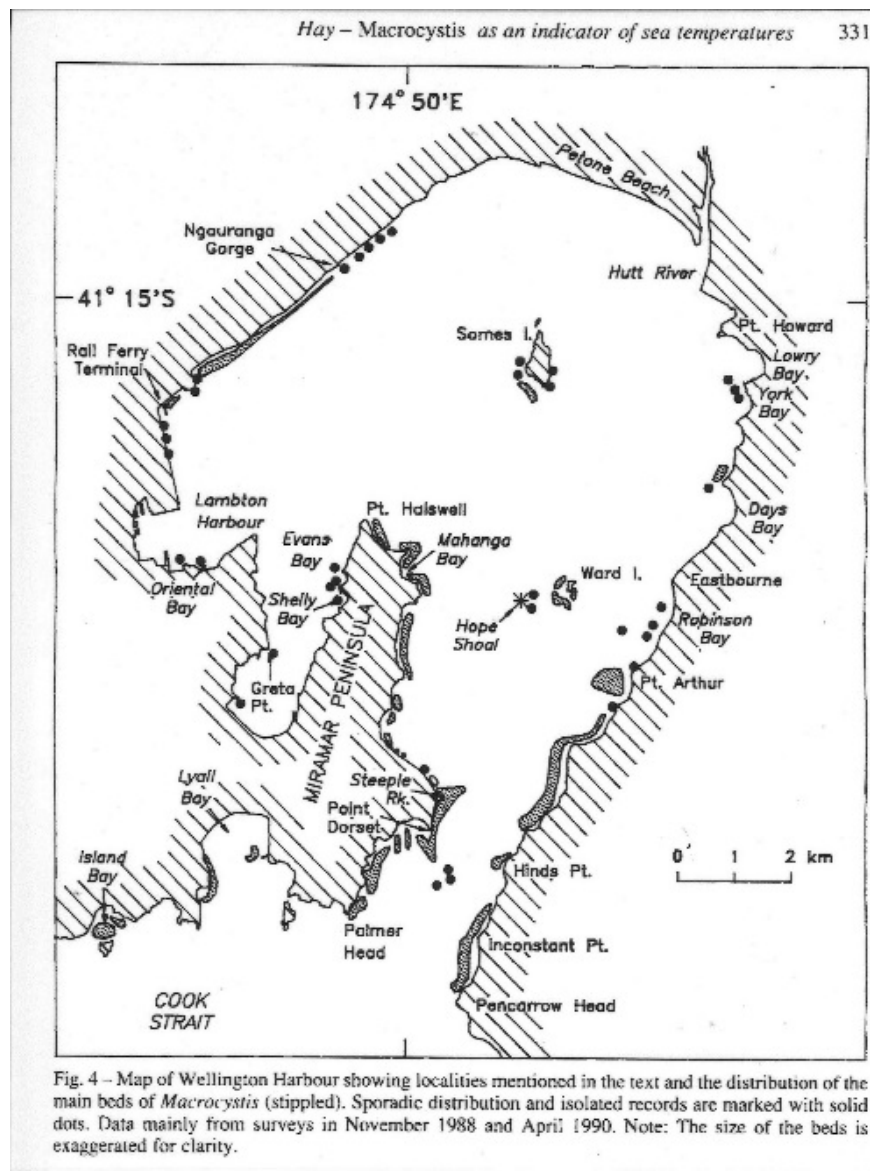 Hay – Macrocystis as an indicator of sea temperatures 331
174° 50'E
Petone Beach
Ngauranga
Gorge
Hutt River
41° 15'S
Pt. Howard
Somes I.
Rail Ferry
Terminal
Lowry
Bay
York
Bay
Lambton
Harbour
Pt. Halswell
Days
Bay
Evans
Bay
Mahanga
Bay
Ward I.
Eastbourne
Oriental
Bay
Shelly
Bay
Hope
Shoal
Robinson
Bay
Greta
Pt.
MIRAMAR PENINSULA
Pt. Arthur
Lyall
Bay
Steeple
Rk.
Point
Dorset
Island
Bay
0 1 2 km
Hinds Pt.
Palmer
Head
Inconstant Pt.
COOK
STRAIT
Pencarrow Head
Fig. 4 – Map of Wellington Harbour showing localities mentioned in the text and the distribution of the
main beds of Macrocystis (stippled). Sporadic distribution and isolated records are marked with solid
dots. Data mainly from surveys in November 1988 and April 1990. Note: The size of the beds is
exaggerated for clarity.